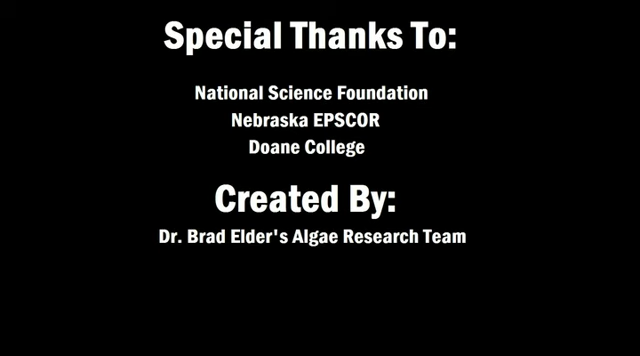 Special Thanks To:
National Science Foundation
Nebraska EPSCOR
Doane College
Created By:
Dr. Brad Elder's Algae Research Team